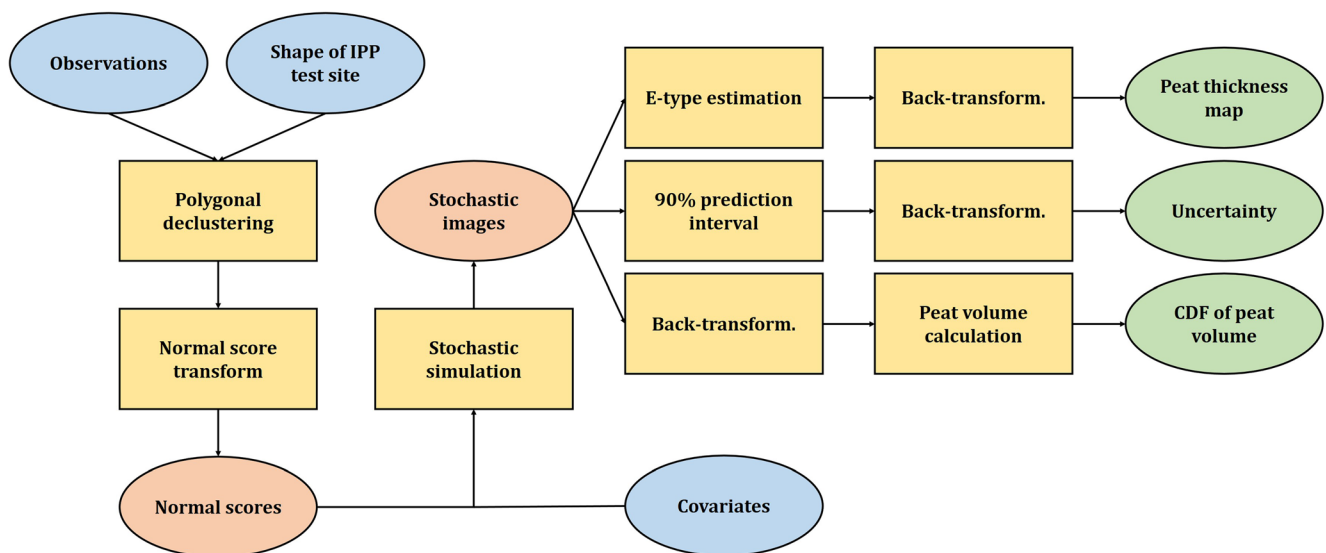 Observations
Shape of IPP
test site
Polygonal
declustering
Normal score
transform
Normal scores
Covariates
Stochastic
simulation
Stochastic
images
E-type estimation
Back-transform.
Peat thickness
map
90% prediction
interval
Back-transform.
Uncertainty
Back-transform.
Peat volume
calculation
CDF of peat
volume